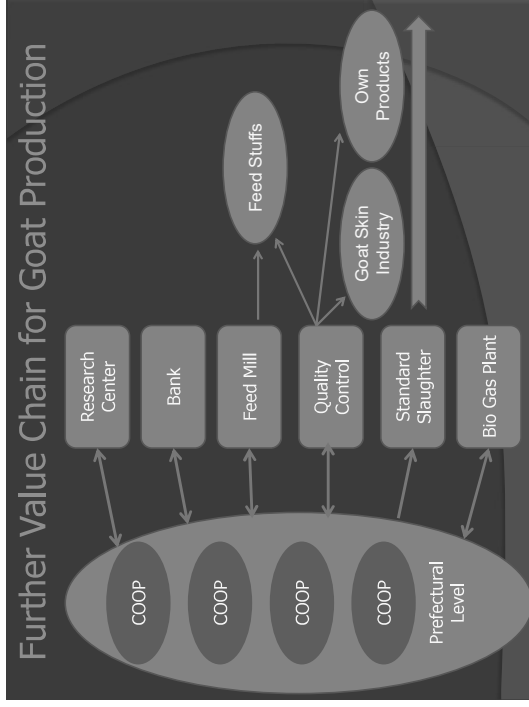 Further Value Chain for Goat Production
COOP
COOP
COOP
COOP
Prefectural
Level
Research
Center
Bank
Feed Mill
Quality
Control
Standard
Slaughter
Bio Gas Plant
Feed Stuffs
Goat Skin
Industry
Own
Products